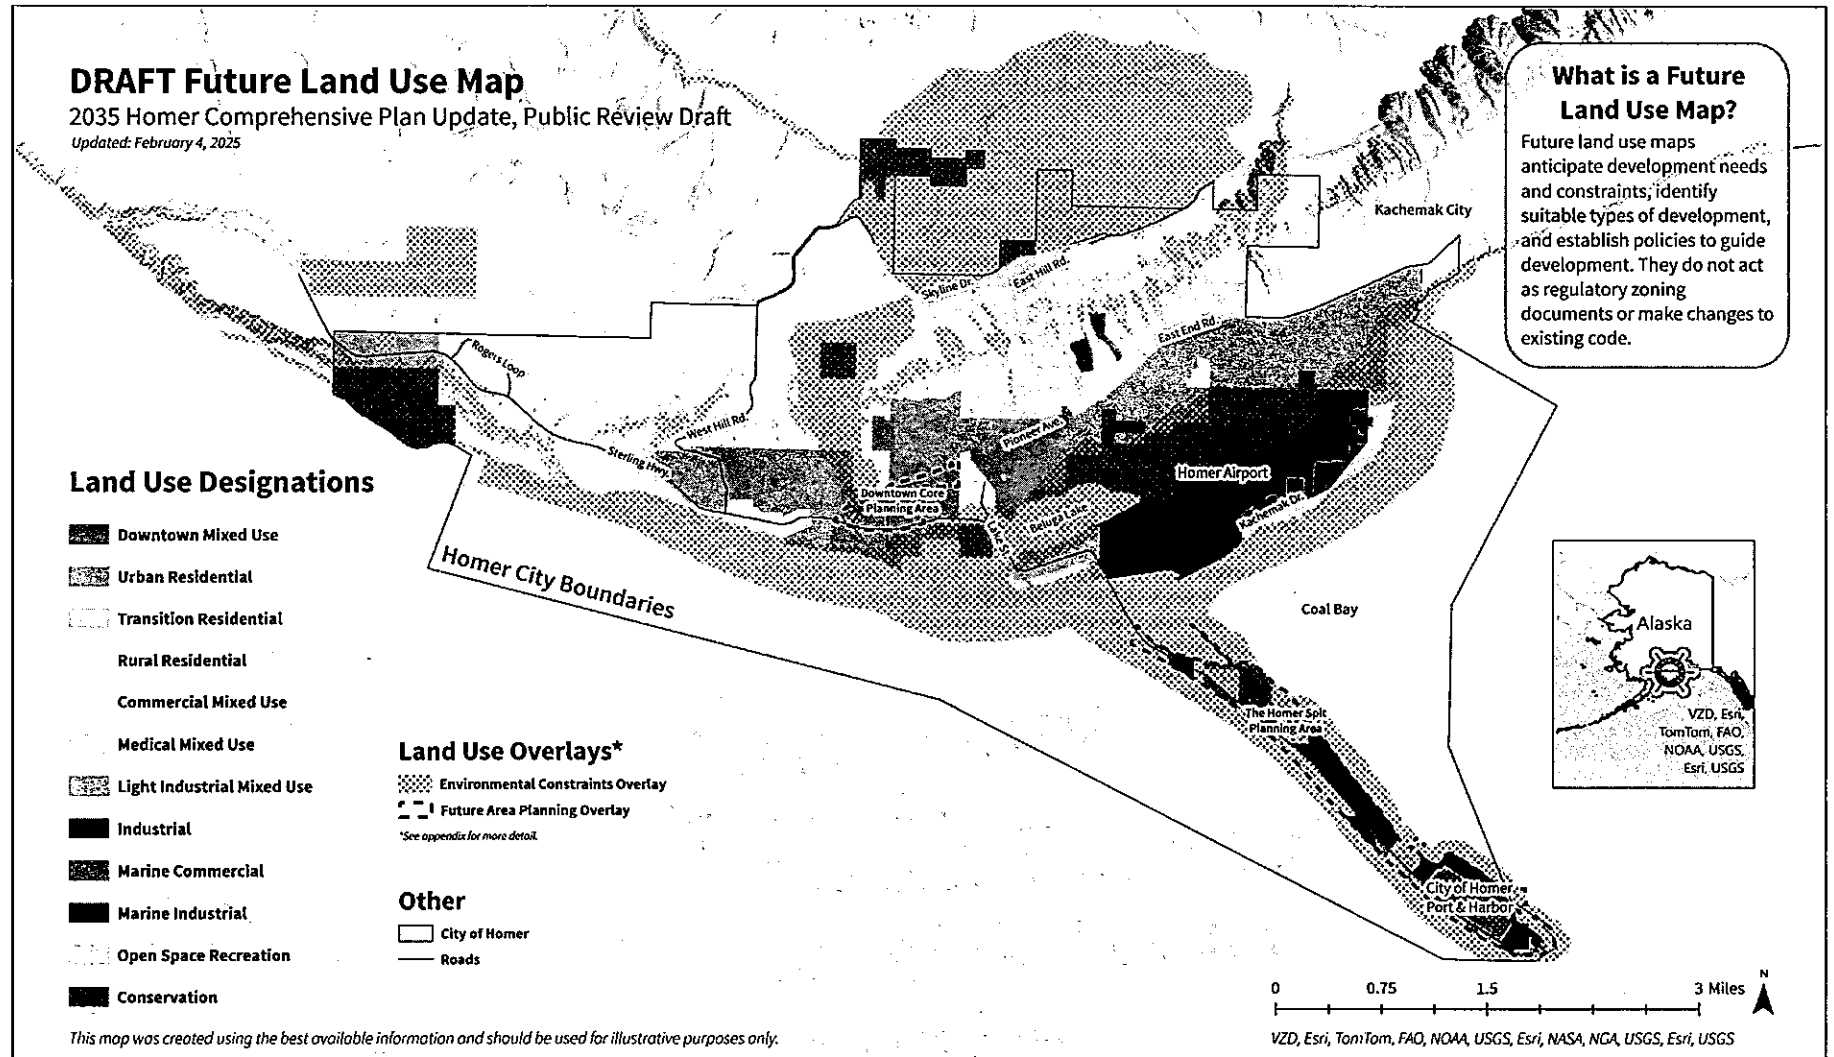 DRAFT Future Land Use Map
2035 Homer Comprehensive Plan Update, Public Review Draft
Updated: February 4, 2025
What is a Future
Land Use Map?
Future land use maps
anticipate development needs
and constraints, identify
suitable types of development,
and establish policies to guide
development. They do not act
as regulatory zoning
documents or make changes to
existing code.
Kachemak City
Skyline Dr.
East Hill Rd.
East End Rd.
Rogers Loop
West Hill Rd.
Sterling Hwy.
Pioneer Ave.
Homer Airport
Downtown Core
Planning Area
Beluga Lake
Kachemak Dr.
Homer City Boundaries
Coal Bay
The Homer Spit
Planning Area
City of Homer
Port & Harbor
Alaska
VZD, Esri,
TomTom, FAO,
NOAA, USGS,
Esri, USGS
Land Use Designations
Downtown Mixed Use
Urban Residential
Transition Residential
Rural Residential
Commercial Mixed Use
Medical Mixed Use
Light Industrial Mixed Use
Industrial
Marine Commercial
Marine Industrial
Open Space Recreation
Conservation
Land Use Overlays*
Environmental Constraints Overlay
Future Area Planning Overlay
*See appendix for more detail.
Other
City of Homer
Roads
0 0.75 1.5 3 Miles
N
This map was created using the best available information and should be used for illustrative purposes only.
VZD, Esri, TomTom, FAO, NOAA, USGS, Esri, NASA, NGA, USGS, Esri, USGS